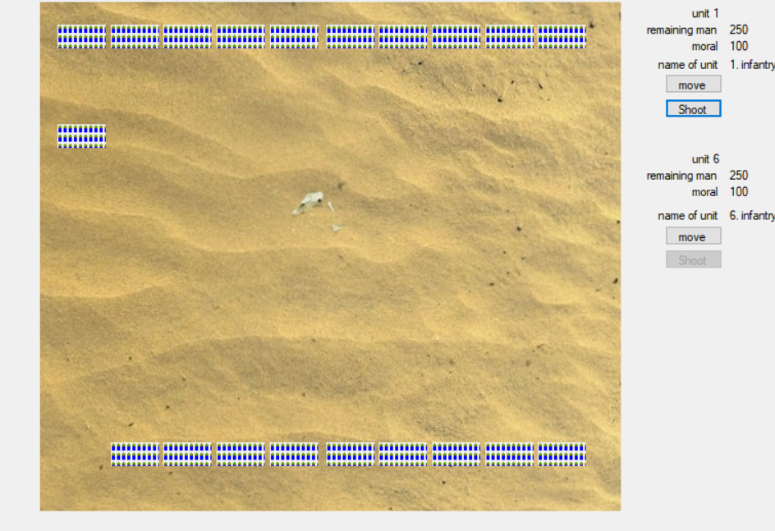 unit 1
remaining man 250
moral 100
name of unit 1. infantry
move
Shoot
unit 6
remaining man 250
moral 100
name of unit 6. infantry
move
Shoot